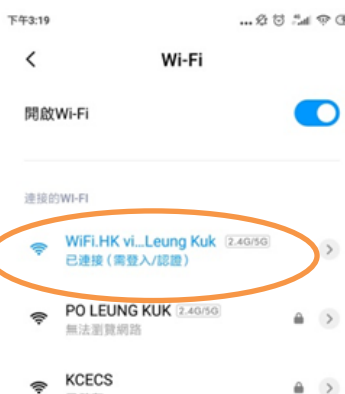 下午3:19
...
Wi-Fi
開啟Wi-Fi
連接的WI-FI
WiFi.HK vi...Leung Kuk 2.4G/5G
已連接 (需登入/認證)
PO LEUNG KUK 2.4G/5G
無法瀏覽網路
KCECS